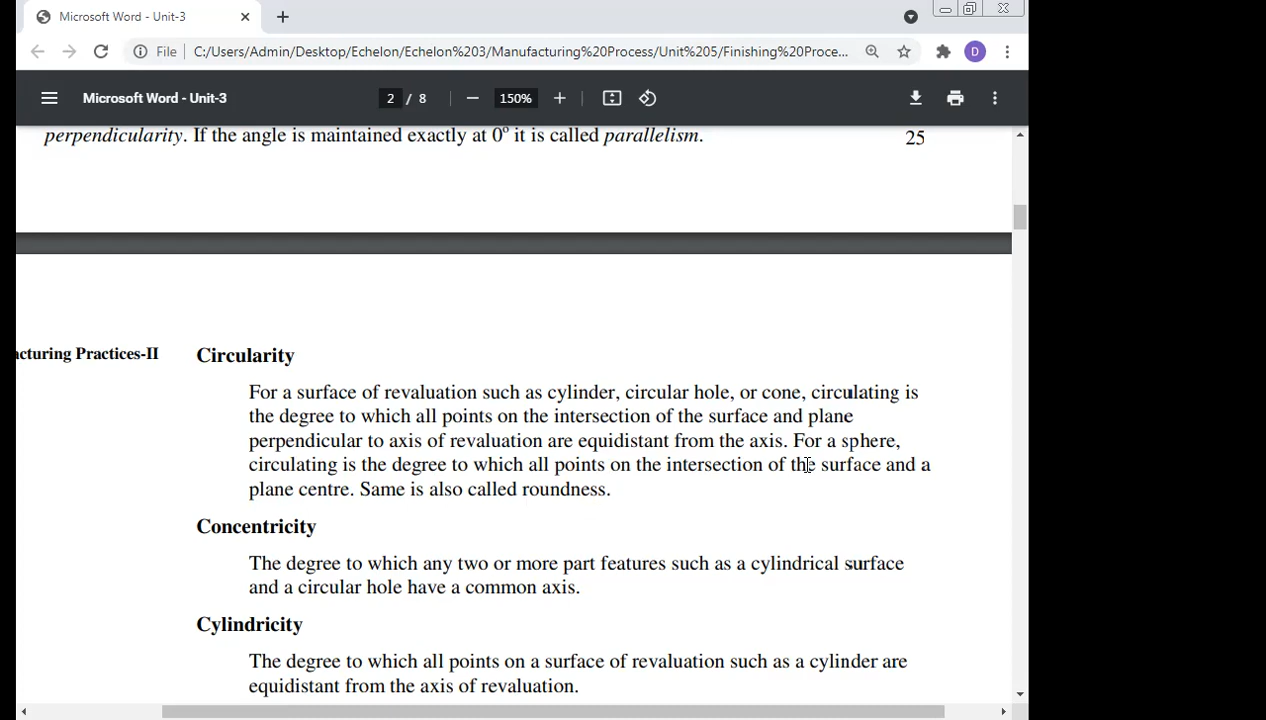 Microsoft Word - Unit-3
File C:/Users/Admin/Desktop/Echelon/Echelon%203/Manufacturing%20Process/Unit%205/Finishing%20Proce... D
Microsoft Word - Unit-3 2 / 8 150%
perpendicularity. If the angle is maintained exactly at 0º it is called parallelism.
25
acturing Practices-II
Circularity
For a surface of revaluation such as cylinder, circular hole, or cone, circulating is
the degree to which all points on the intersection of the surface and plane
perpendicular to axis of revaluation are equidistant from the axis. For a sphere,
circulating is the degree to which all points on the intersection of the surface and a
plane centre. Same is also called roundness.
Concentricity
The degree to which any two or more part features such as a cylindrical surface
and a circular hole have a common axis.
Cylindricity
The degree to which all points on a surface of revaluation such as a cylinder are
equidistant from the axis of revaluation.